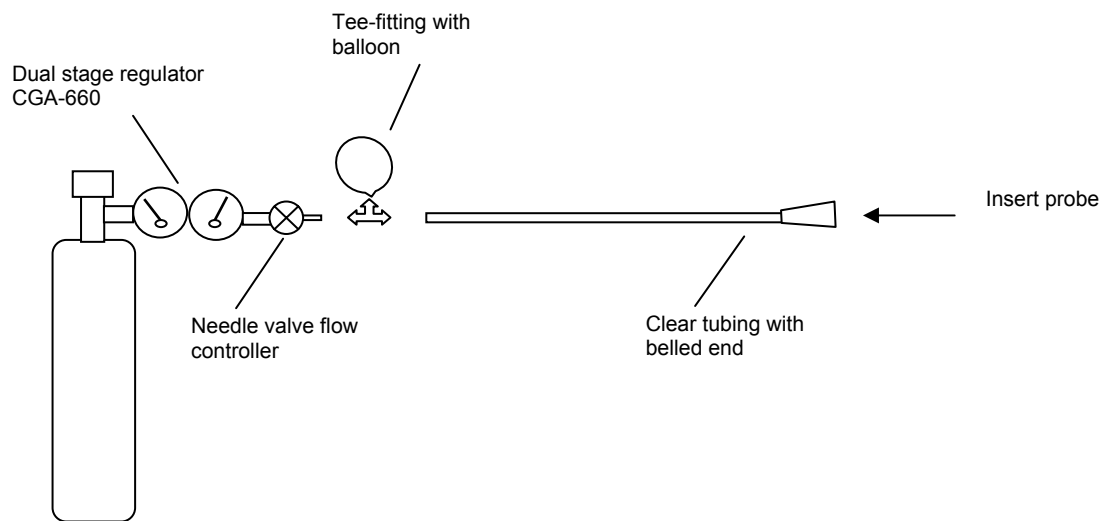 Tee-fitting with
balloon
Dual stage regulator
CGA-660
Insert probe
Needle valve flow
controller
Clear tubing with
belled end